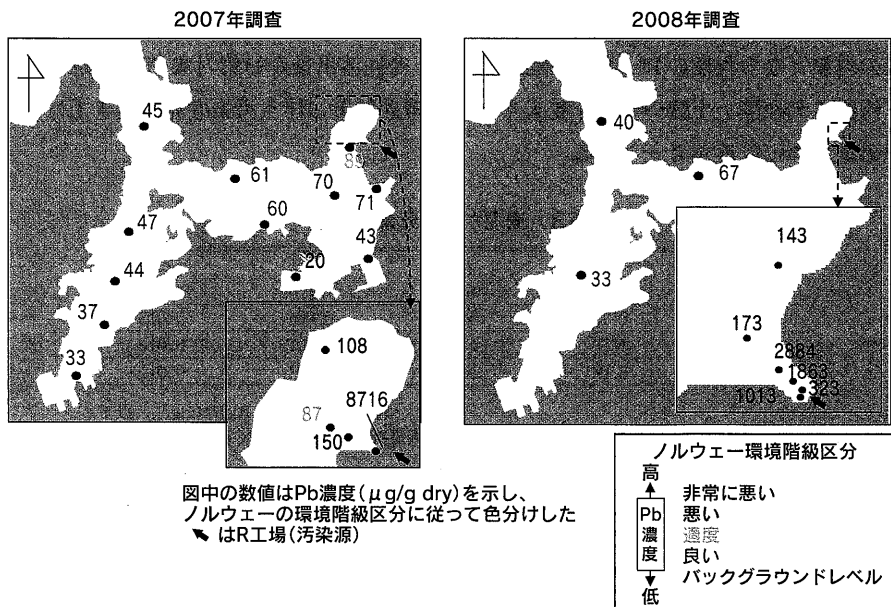 2007年調査
45
61
70
89
71
60
47
43
20
44
37
33
108
87
8716
150
2008年調査
40
67
33
143
173
2884
1863
323
1013
図中の数値はPb濃度(μg/g dry)を示し、
ノルウェーの環境階級区分に従って色分けした
はR工場(汚染源)
ノルウェー環境階級区分
高
Pb
濃
度
低
非常に悪い
悪い
適度
良い
バックグラウンドレベル